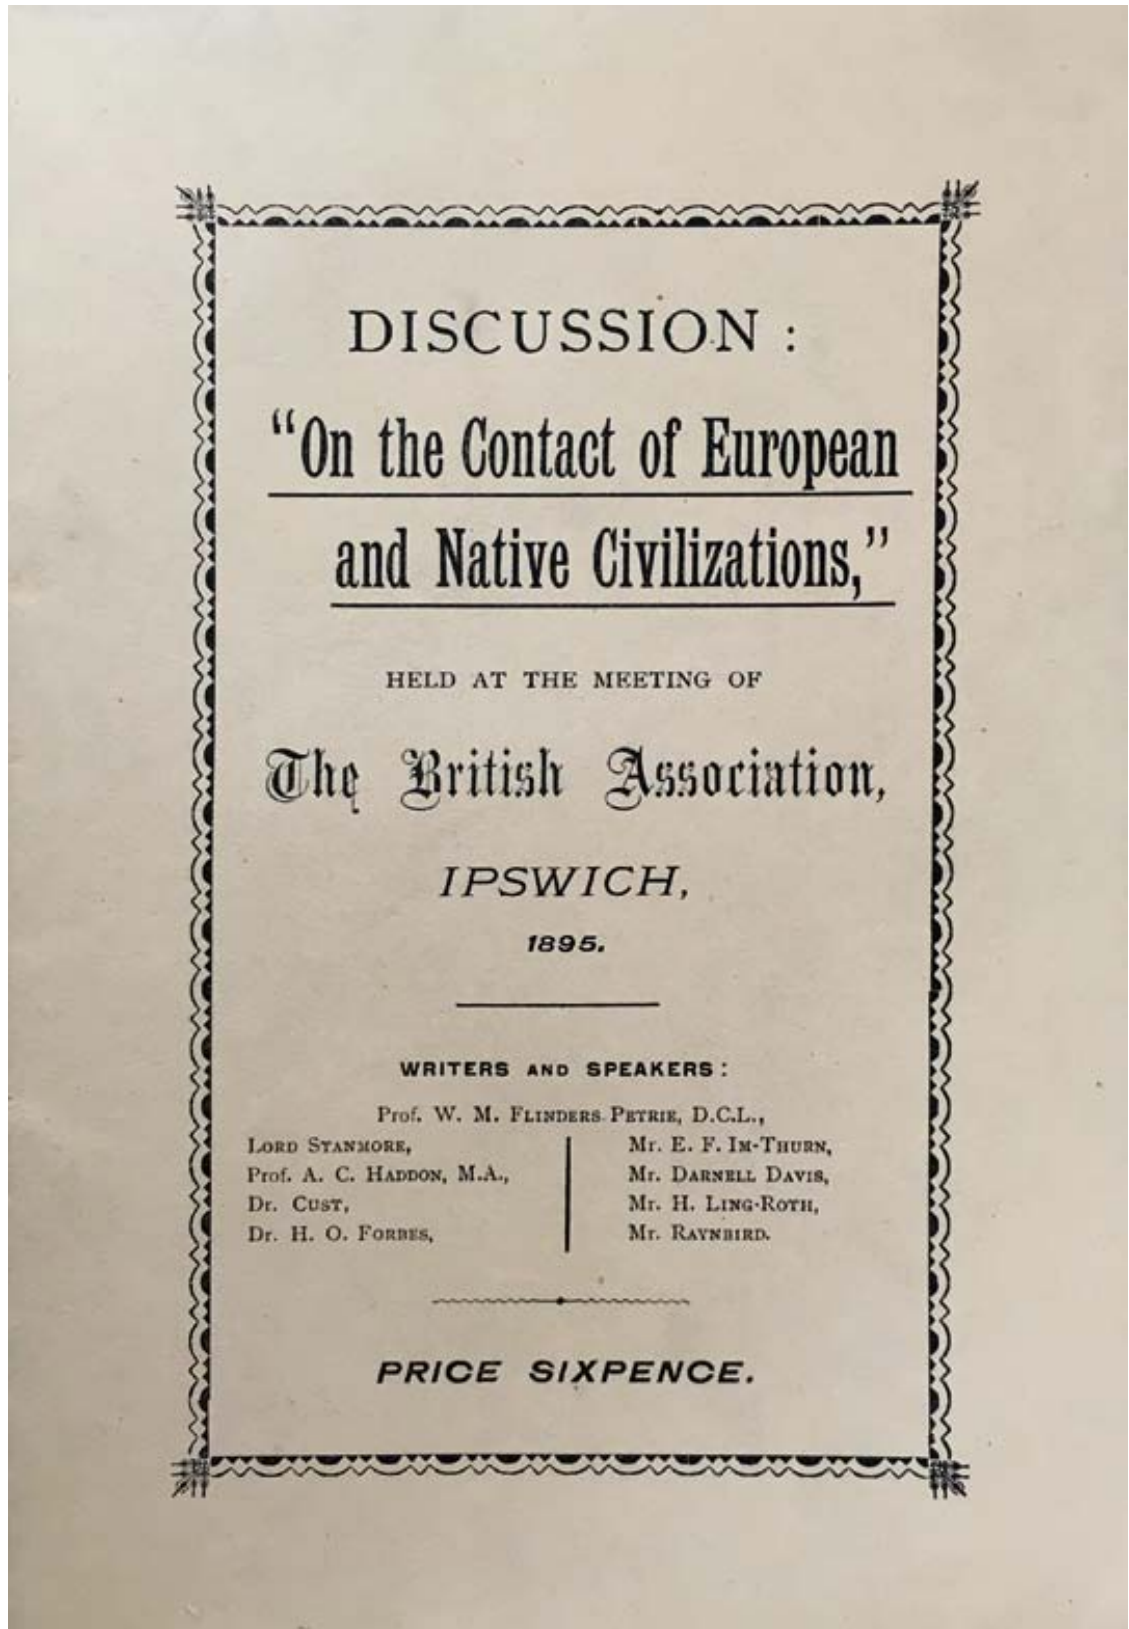 DISCUSSION :
"On the Contact of European
and Native Civilizations,"
HELD AT THE MEETING OF
The British Association,
IPSWICH,
1895.
WRITERS AND SPEAKERS :
Prof. W. M. FLINDERS PETRIE, D.C.L.,
LORD STANMORE,
Prof. A. C. HADDON, M.A.,
Dr. CUST,
Dr. H. O. FORBES,
Mr. E. F. IM-THURN,
Mr. DARNELL DAVIS,
Mr. H. LING-ROTH,
Mr. RAYNBIRD.
PRICE SIXPENCE.